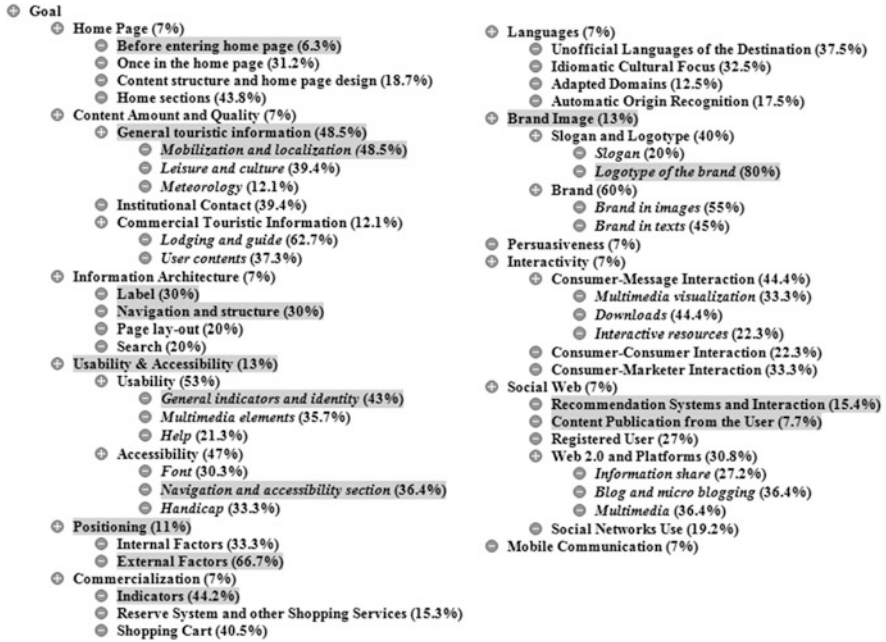 Goal
Home Page (7%)
Before entering home page (6.3%)
Once in the home page (31.2%)
Content structure and home page design (18.7%)
Home sections (43.8%)
Content Amount and Quality (7%)
General touristic information (48.5%)
Mobilization and localization (48.5%)
Leisure and culture (39.4%)
Meteorology (12.1%)
Institutional Contact (39.4%)
Commercial Touristic Information (12.1%)
Lodging and guide (62.7%)
User contents (37.3%)
Information Architecture (7%)
Label (30%)
Navigation and structure (30%)
Page lay-out (20%)
Search (20%)
Usability & Accessibility (13%)
Usability (53%)
General indicators and identity (43%)
Multimedia elements (35.7%)
Help (21.3%)
Accessibility (47%)
Font (30.3%)
Navigation and accessibility section (36.4%)
Handicap (33.3%)
Positioning (11%)
Internal Factors (33.3%)
External Factors (66.7%)
Commercialization (7%)
Indicators (44.2%)
Reserve System and other Shopping Services (15.3%)
Shopping Cart (40.5%)
Languages (7%)
Unofficial Languages of the Destination (37.5%)
Idiomatic Cultural Focus (32.5%)
Adapted Domains (12.5%)
Automatic Origin Recognition (17.5%)
Brand Image (13%)
Slogan and Logotype (40%)
Slogan (20%)
Logotype of the brand (80%)
Brand (60%)
Brand in images (55%)
Brand in texts (45%)
Persuasiveness (7%)
Interactivity (7%)
Consumer-Message Interaction (44.4%)
Multimedia visualization (33.3%)
Downloads (44.4%)
Interactive resources (22.3%)
Consumer-Consumer Interaction (22.3%)
Consumer-Marketer Interaction (33.3%)
Social Web (7%)
Recommendation Systems and Interaction (15.4%)
Content Publication from the User (7.7%)
Registered User (27%)
Web 2.0 and Platforms (30.8%)
Information share (27.2%)
Blog and micro blogging (36.4%)
Multimedia (36.4%)
Social Networks Use (19.2%)
Mobile Communication (7%)